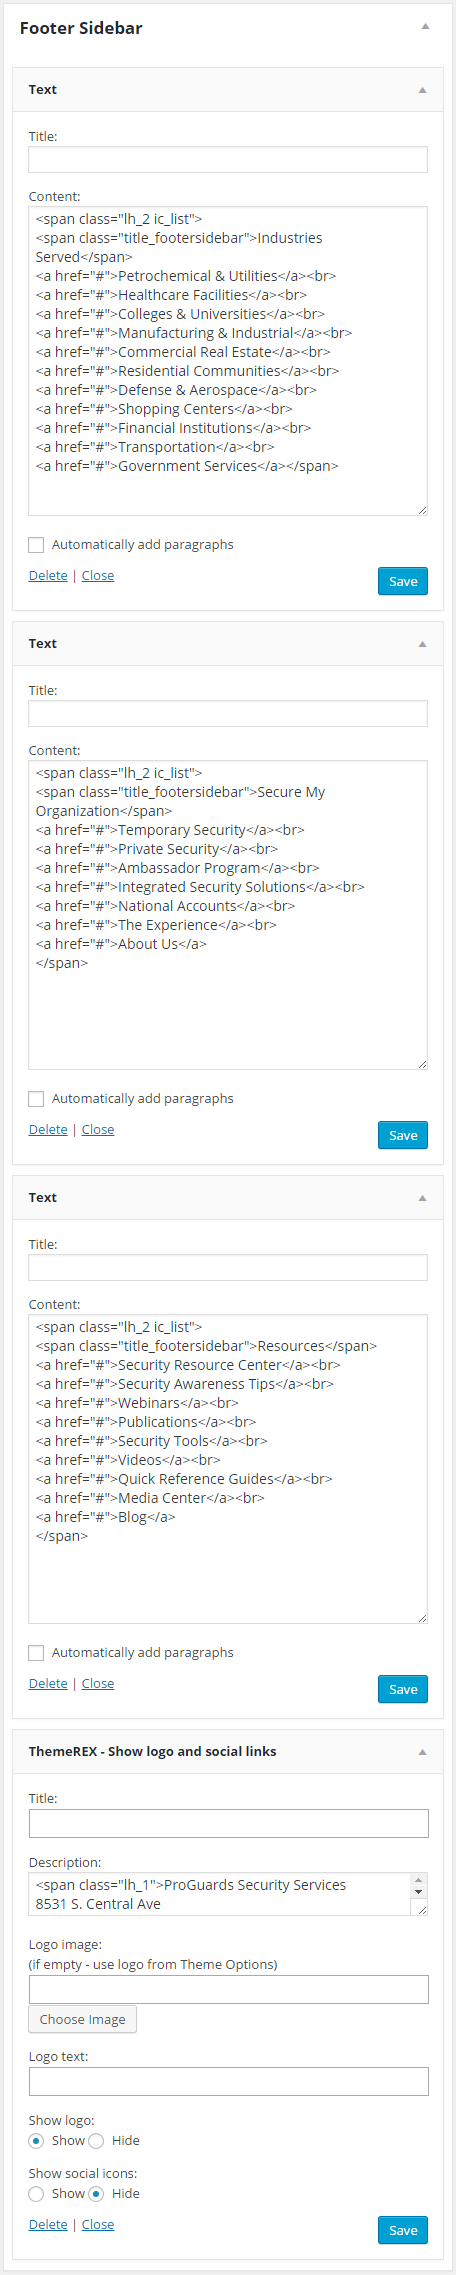 Footer Sidebar
Text
Title:
Content:
<span class="lh_2 ic_list">
<span class="title_footersidebar">Industries
Served</span>
<a href="#">Petrochemical & Utilities</a><br>
<a href="#">Healthcare Facilities</a><br>
<a href="#">Colleges & Universities</a><br>
<a href="#">Manufacturing & Industrial</a><br>
<a href="#">Commercial Real Estate</a><br>
<a href="#">Residential Communities</a><br>
<a href="#">Defense & Aerospace</a><br>
<a href="#">Shopping Centers</a><br>
<a href="#">Financial Institutions</a><br>
<a href="#">Transportation</a><br>
<a href="#">Government Services</a></span>
Automatically add paragraphs
Delete | Close
Save
Text
Title:
Content:
<span class="lh_2 ic_list">
<span class="title_footersidebar">Secure My
Organization</span>
<a href="#">Temporary Security</a><br>
<a href="#">Private Security</a><br>
<a href="#">Ambassador Program</a><br>
<a href="#">Integrated Security Solutions</a><br>
<a href="#">National Accounts</a><br>
<a href="#">The Experience</a><br>
<a href="#">About Us</a>
</span>
Automatically add paragraphs
Delete | Close
Save
Text
Title:
Content:
<span class="lh_2 ic_list">
<span class="title_footersidebar">Resources</span>
<a href="#">Security Resource Center</a><br>
<a href="#">Security Awareness Tips</a><br>
<a href="#">Webinars</a><br>
<a href="#">Publications</a><br>
<a href="#">Security Tools</a><br>
<a href="#">Videos</a><br>
<a href="#">Quick Reference Guides</a><br>
<a href="#">Media Center</a><br>
<a href="#">Blog</a>
</span>
Automatically add paragraphs
Delete | Close
Save
ThemeREX - Show logo and social links
Title:
Description:
<span class="lh_1">ProGuards Security Services
8531 S. Central Ave
Logo image:
(if empty - use logo from Theme Options)
Choose Image
Logo text:
Show logo:
Show Hide
Show social icons:
Show Hide
Delete | Close
Save